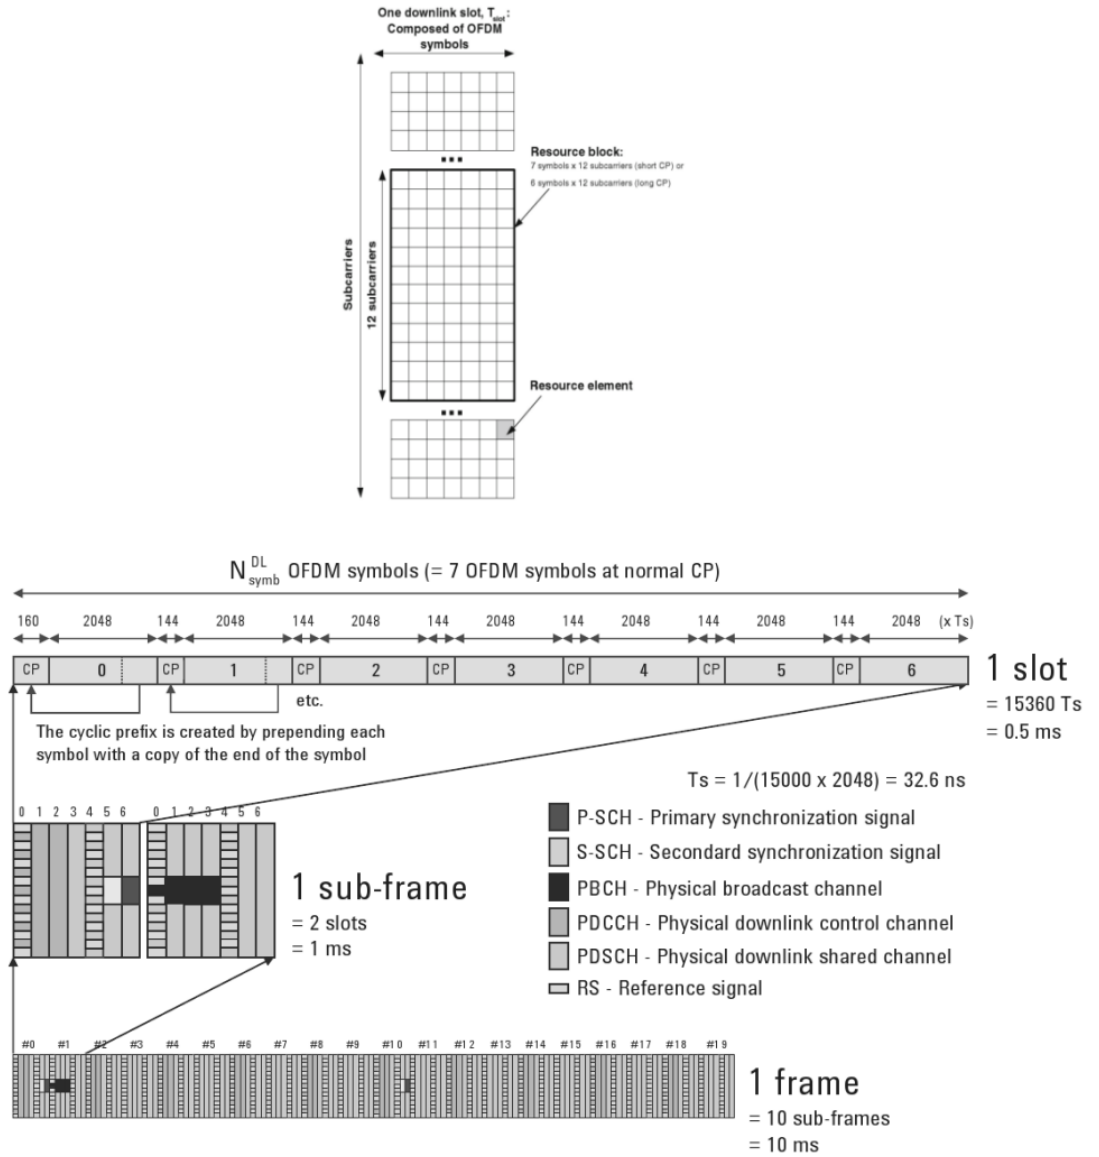 One downlink slot, Tslot:
Composed of OFDM
symbols
Resource block:
7 symbols x 12 subcarriers (short CP) or
6 symbols x 12 subcarriers (long CP)
Subcarriers
12 subcarriers
Resource element
N DL symb OFDM symbols (= 7 OFDM symbols at normal CP)
160 2048 144 2048 144 2048 144 2048 144 2048 144 2048 144 2048 (x Ts)
CP 0 CP 1 CP 2 CP 3 CP 4 CP 5 CP 6
1 slot
= 15360 Ts
= 0.5 ms
etc.
The cyclic prefix is created by prepending each
symbol with a copy of the end of the symbol
Ts = 1/(15000 x 2048) = 32.6 ns
0 1 2 3 4 5 6 0 1 2 3 4 5 6
P-SCH - Primary synchronization signal
S-SCH - Secondard synchronization signal
PBCH - Physical broadcast channel
PDCCH - Physical downlink control channel
PDSCH - Physical downlink shared channel
RS - Reference signal
1 sub-frame
= 2 slots
= 1 ms
#0 #1 #2 #3 #4 #5 #6 #7 #8 #9 #10 #11 #12 #13 #14 #15 #16 #17 #18 #19
1 frame
= 10 sub-frames
= 10 ms